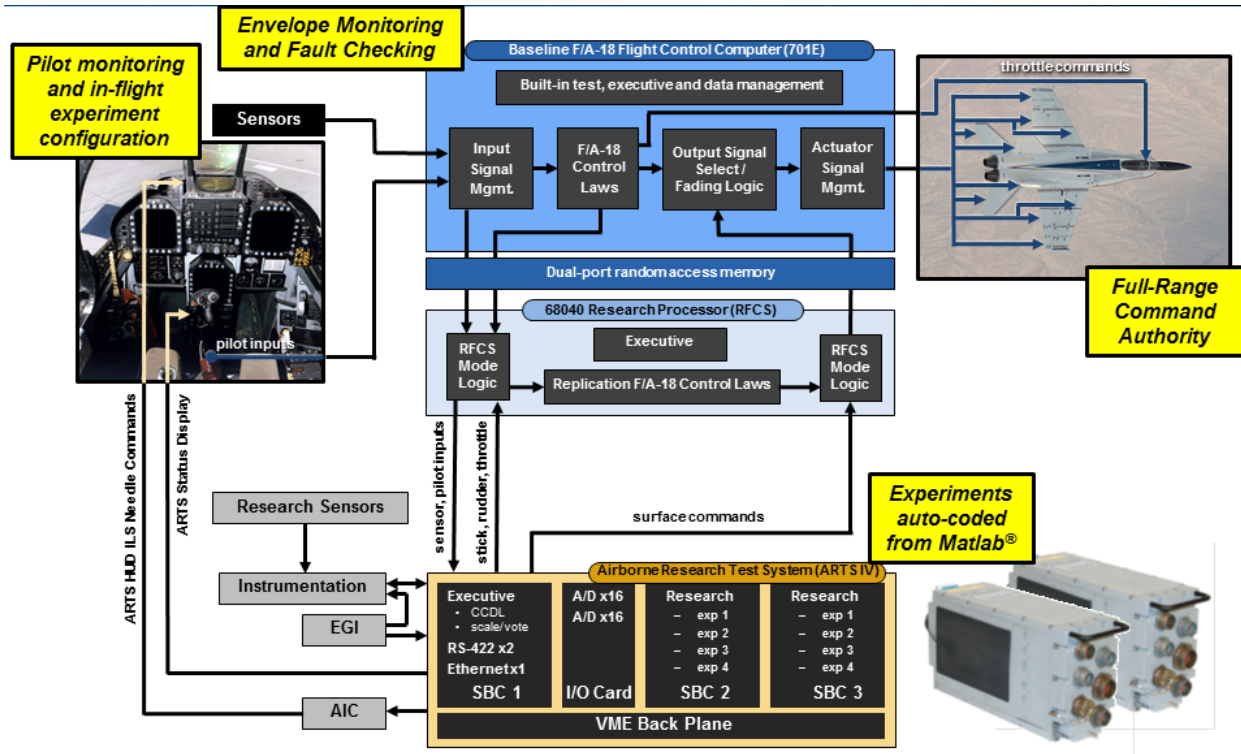 Envelope Monitoring
and Fault Checking
Pilot monitoring
and in-flight
experiment
configuration
Baseline F/A-18 Flight Control Computer (701E)
Built-in test, executive and data management
throttle commands
Sensors
Input
Signal
Mgmt.
F/A-18
Control
Laws
Output Signal
Select /
Fading Logic
Actuator
Signal
Mgmt.
Dual-port random access memory
Full-Range
Command
Authority
68040 Research Processor (RFCS)
pilot inputs
RFCS
Mode
Logic
Executive
Replication F/A-18 Control Laws
RFCS
Mode
Logic
ARTS HUD ILS Needle Commands
ARTS Status Display
sensor, pilot inputs
stick, rudder, throttle
surface commands
Experiments
auto-coded
from Matlab®
Research Sensors
Instrumentation
EGI
AIC
Airborne Research Test System (ARTS IV)
Executive
• CCDL
• scale/vote
RS-422 x2
Ethernet x1
SBC 1
A/D x16
A/D x16
I/O Card
Research
– exp 1
– exp 2
– exp 3
– exp 4
SBC 2
Research
– exp 1
– exp 2
– exp 3
– exp 4
SBC 3
VME Back Plane